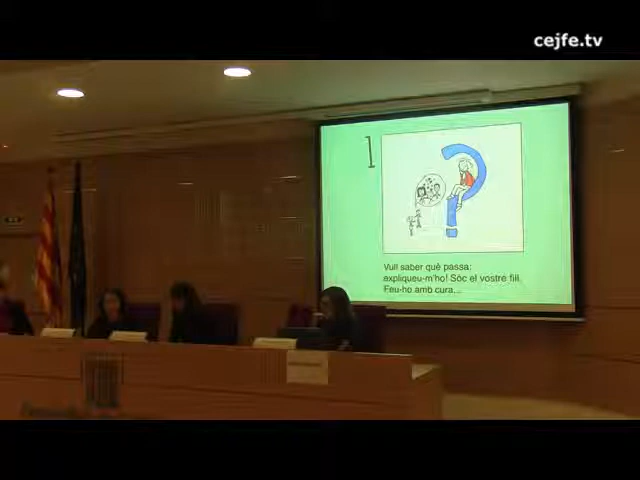 cejfe.tv
1
Vull saber què passa:
expliqueu-m'ho! Sóc el vostre fill.
Feu-ho amb cura...